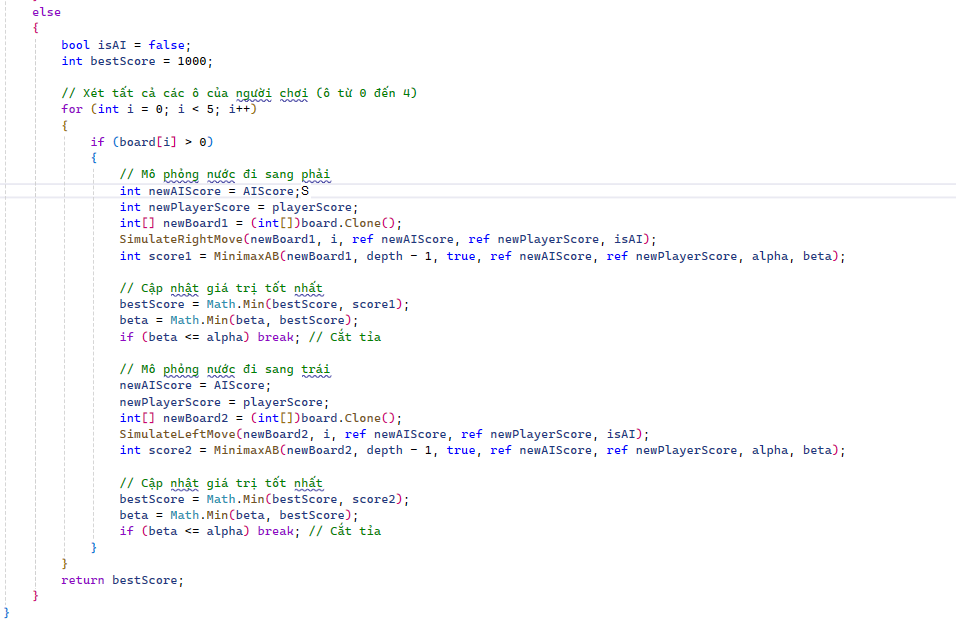 else
{
bool isAI = false;
int bestScore = 1000;
// Xét tất cả các ô của người chơi (ô từ 0 đến 4)
for (int i = 0; i < 5; i++)
{
if (board[i] > 0)
{
// Mô phỏng nước đi sang phải
int newAIScore = AIScore;S
int newPlayerScore = playerScore;
int[] newBoard1 = (int[])board.Clone();
SimulateRightMove(newBoard1, i, ref newAIScore, ref newPlayerScore, isAI);
int score1 = MinimaxAB(newBoard1, depth - 1, true, ref newAIScore, ref newPlayerScore, alpha, beta);
// Cập nhật giá trị tốt nhất
bestScore = Math.Min(bestScore, score1);
beta = Math.Min(beta, bestScore);
if (beta <= alpha) break; // Cắt tỉa
// Mô phỏng nước đi sang trái
newAIScore = AIScore;
newPlayerScore = playerScore;
int[] newBoard2 = (int[])board.Clone();
SimulateLeftMove(newBoard2, i, ref newAIScore, ref newPlayerScore, isAI);
int score2 = MinimaxAB(newBoard2, depth - 1, true, ref newAIScore, ref newPlayerScore, alpha, beta);
// Cập nhật giá trị tốt nhất
bestScore = Math.Min(bestScore, score2);
beta = Math.Min(beta, bestScore);
if (beta <= alpha) break; // Cắt tỉa
}
}
return bestScore;
}
}